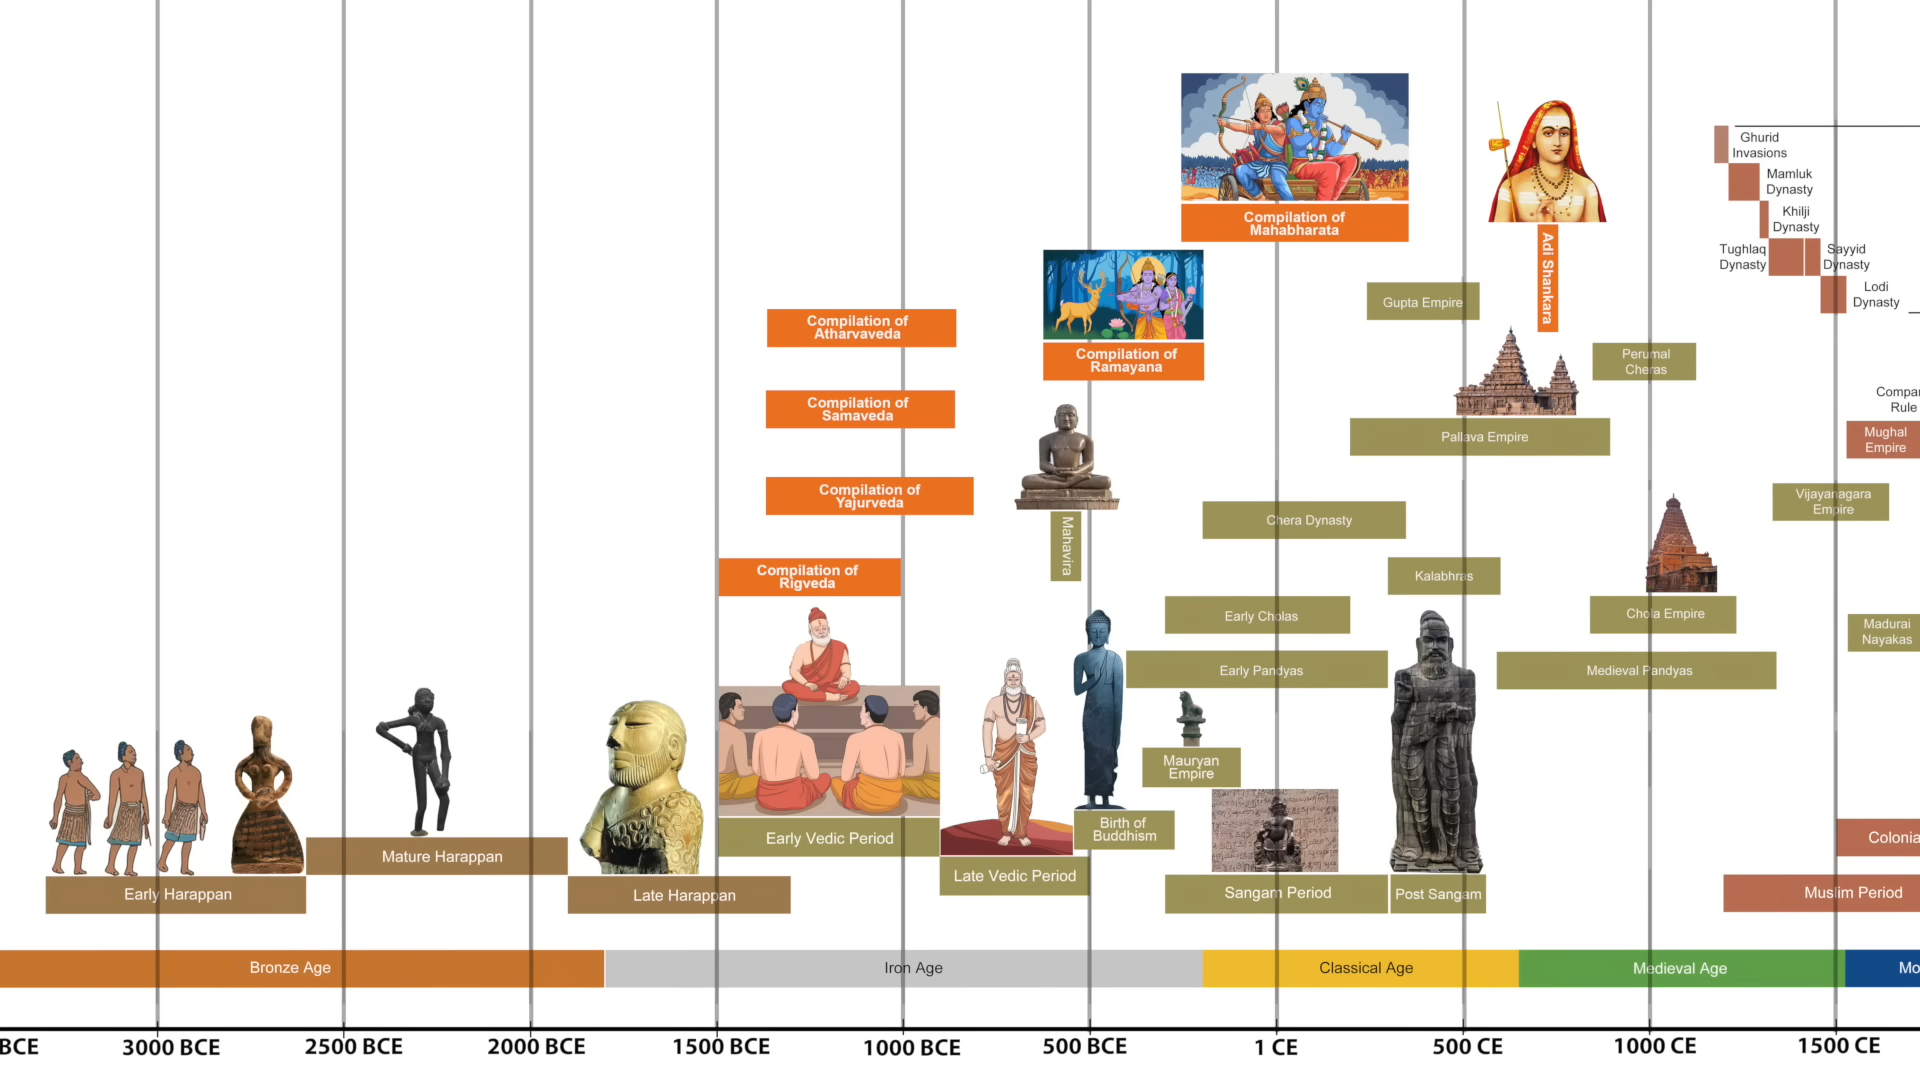 Compilation of
Mahabharata
Adi Shankara
Ghurid
Invasions
Mamluk
Dynasty
Khilji
Dynasty
Tughlaq
Dynasty
Sayyid
Dynasty
Lodi
Dynasty
Gupta Empire
Compilation of
Atharvaveda
Compilation of
Ramayana
Perumal
Cheras
Compilation of
Samaveda
Rule
Pallava Empire
Mughal
Empire
Compilation of
Yajurveda
Mahavira
Chera Dynasty
Vijayanagara
Empire
Compilation of
Rigveda
Kalabhras
Early Cholas
Chola Empire
Madurai
Nayakas
Early Pandyas
Medieval Pandyas
Mauryan
Empire
Birth of
Buddhism
Early Vedic Period
Late Vedic Period
Mature Harappan
Early Harappan
Late Harappan
Sangam Period
Post Sangam
Colonia
Muslim Period
Bronze Age
Iron Age
Classical Age
Medieval Age
Mo
BCE
3000 BCE
2500 BCE
2000 BCE
1500 BCE
1000 BCE
500 BCE
1 CE
500 CE
1000 CE
1500 CE